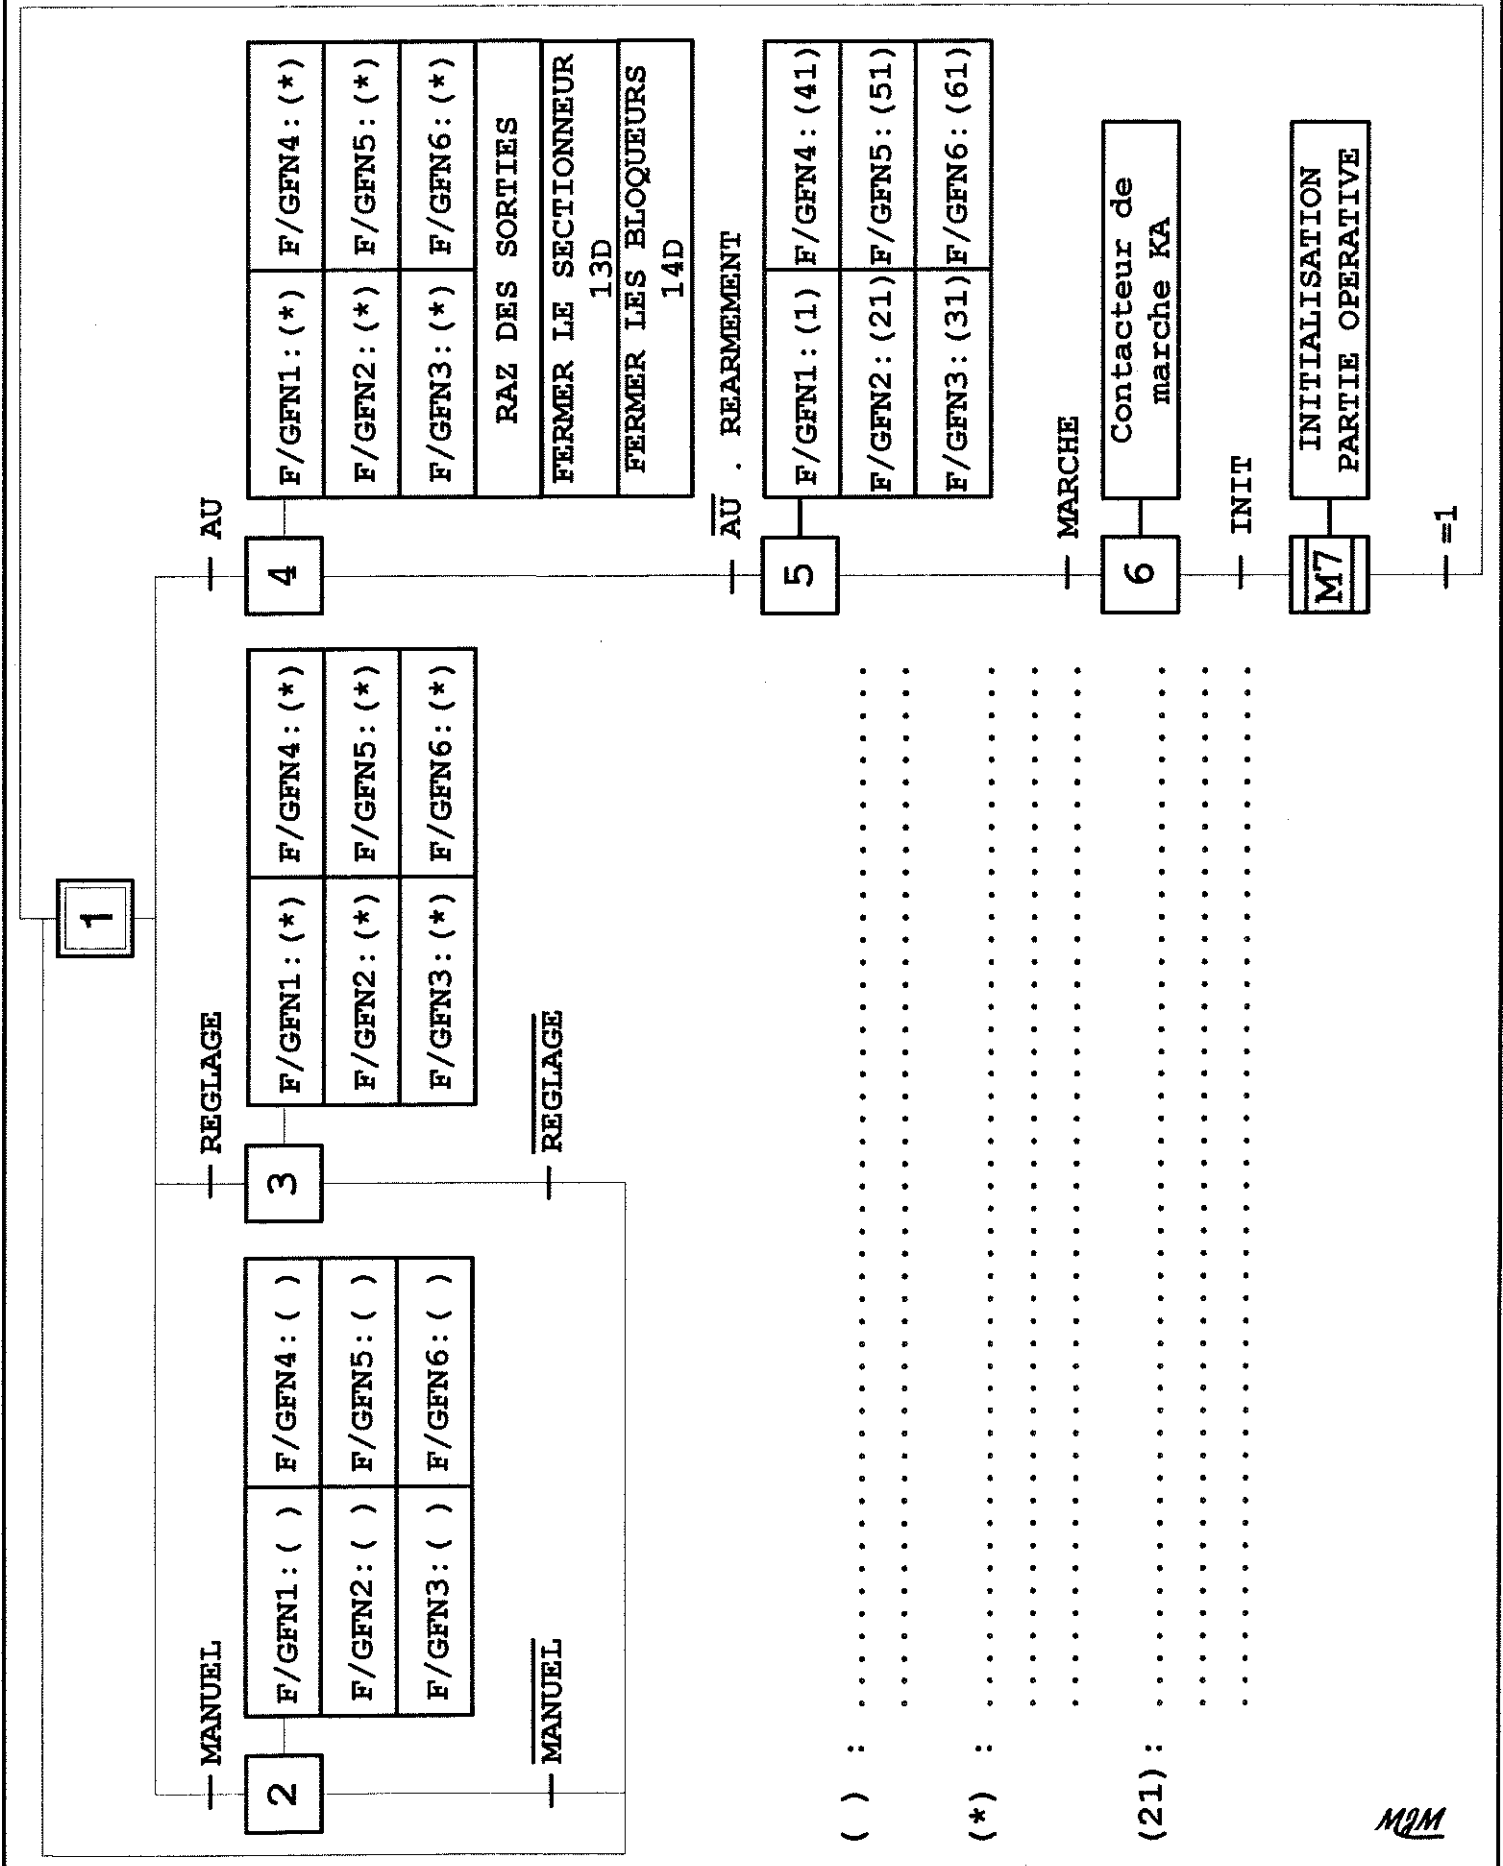 1
MANUEL
REGLAGE
AU
2
F/GFN1:( ) F/GFN4:( )
F/GFN2:( ) F/GFN5:( )
F/GFN3:( ) F/GFN6:( )
MANUEL
3
F/GFN1:(*) F/GFN4:(*)
F/GFN2:(*) F/GFN5:(*)
F/GFN3:(*) F/GFN6:(*)
REGLAGE
4
F/GFN1:(*) F/GFN4:(*)
F/GFN2:(*) F/GFN5:(*)
F/GFN3:(*) F/GFN6:(*)
RAZ DES SORTIES
FERMER LE SECTIONNEUR
13D
FERMER LES BLOQUEURS
14D
AU . REARMEMENT
5
F/GFN1:(1) F/GFN4:(41)
F/GFN2:(21) F/GFN5:(51)
F/GFN3:(31) F/GFN6:(61)
MARCHE
6
Contacteur de
marche KA
INIT
M7
INITIALISATION
PARTIE OPERATIVE
=1
( ) :
(*) :
(21) :
MJM